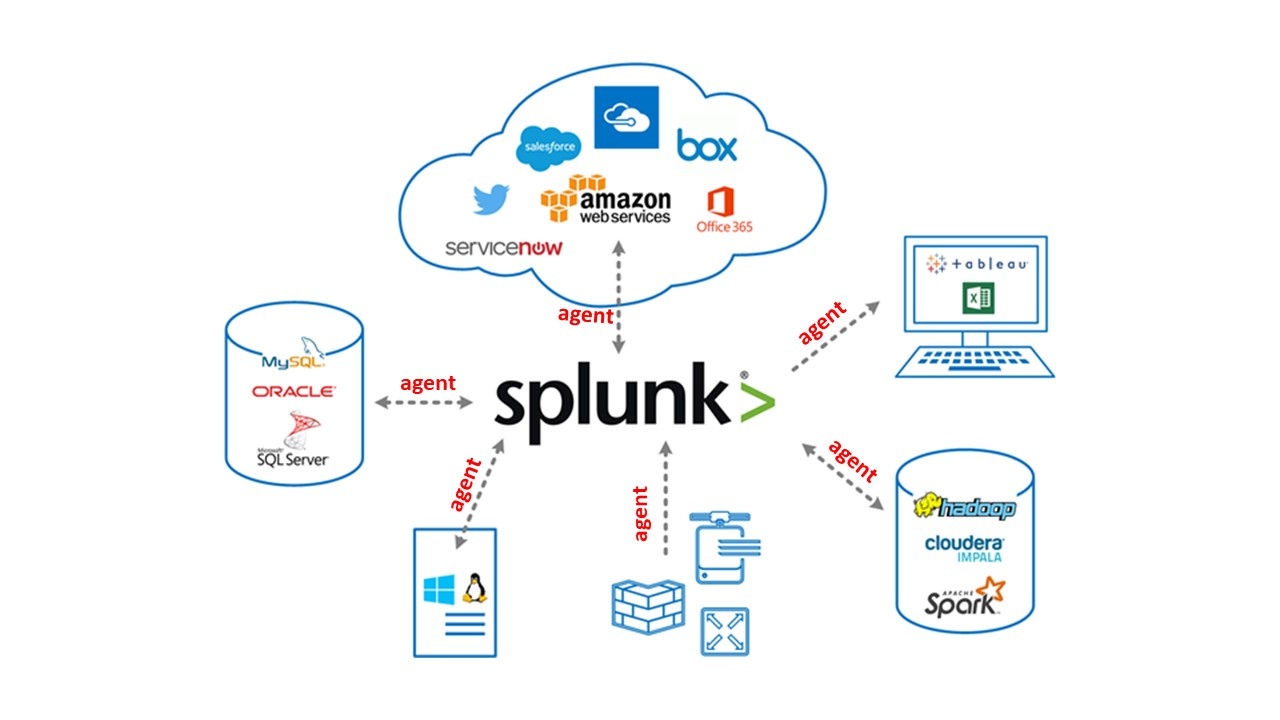 salesforce
box
amazon
web services
Office 365
servicenow
agent
+ a b l e a u
agent
MySQL
ORACLE
Microsoft
SQL Server
agent
splunk>
agent
agent
agent
hadoop
cloudera
IMPALA
APACHE
Spark